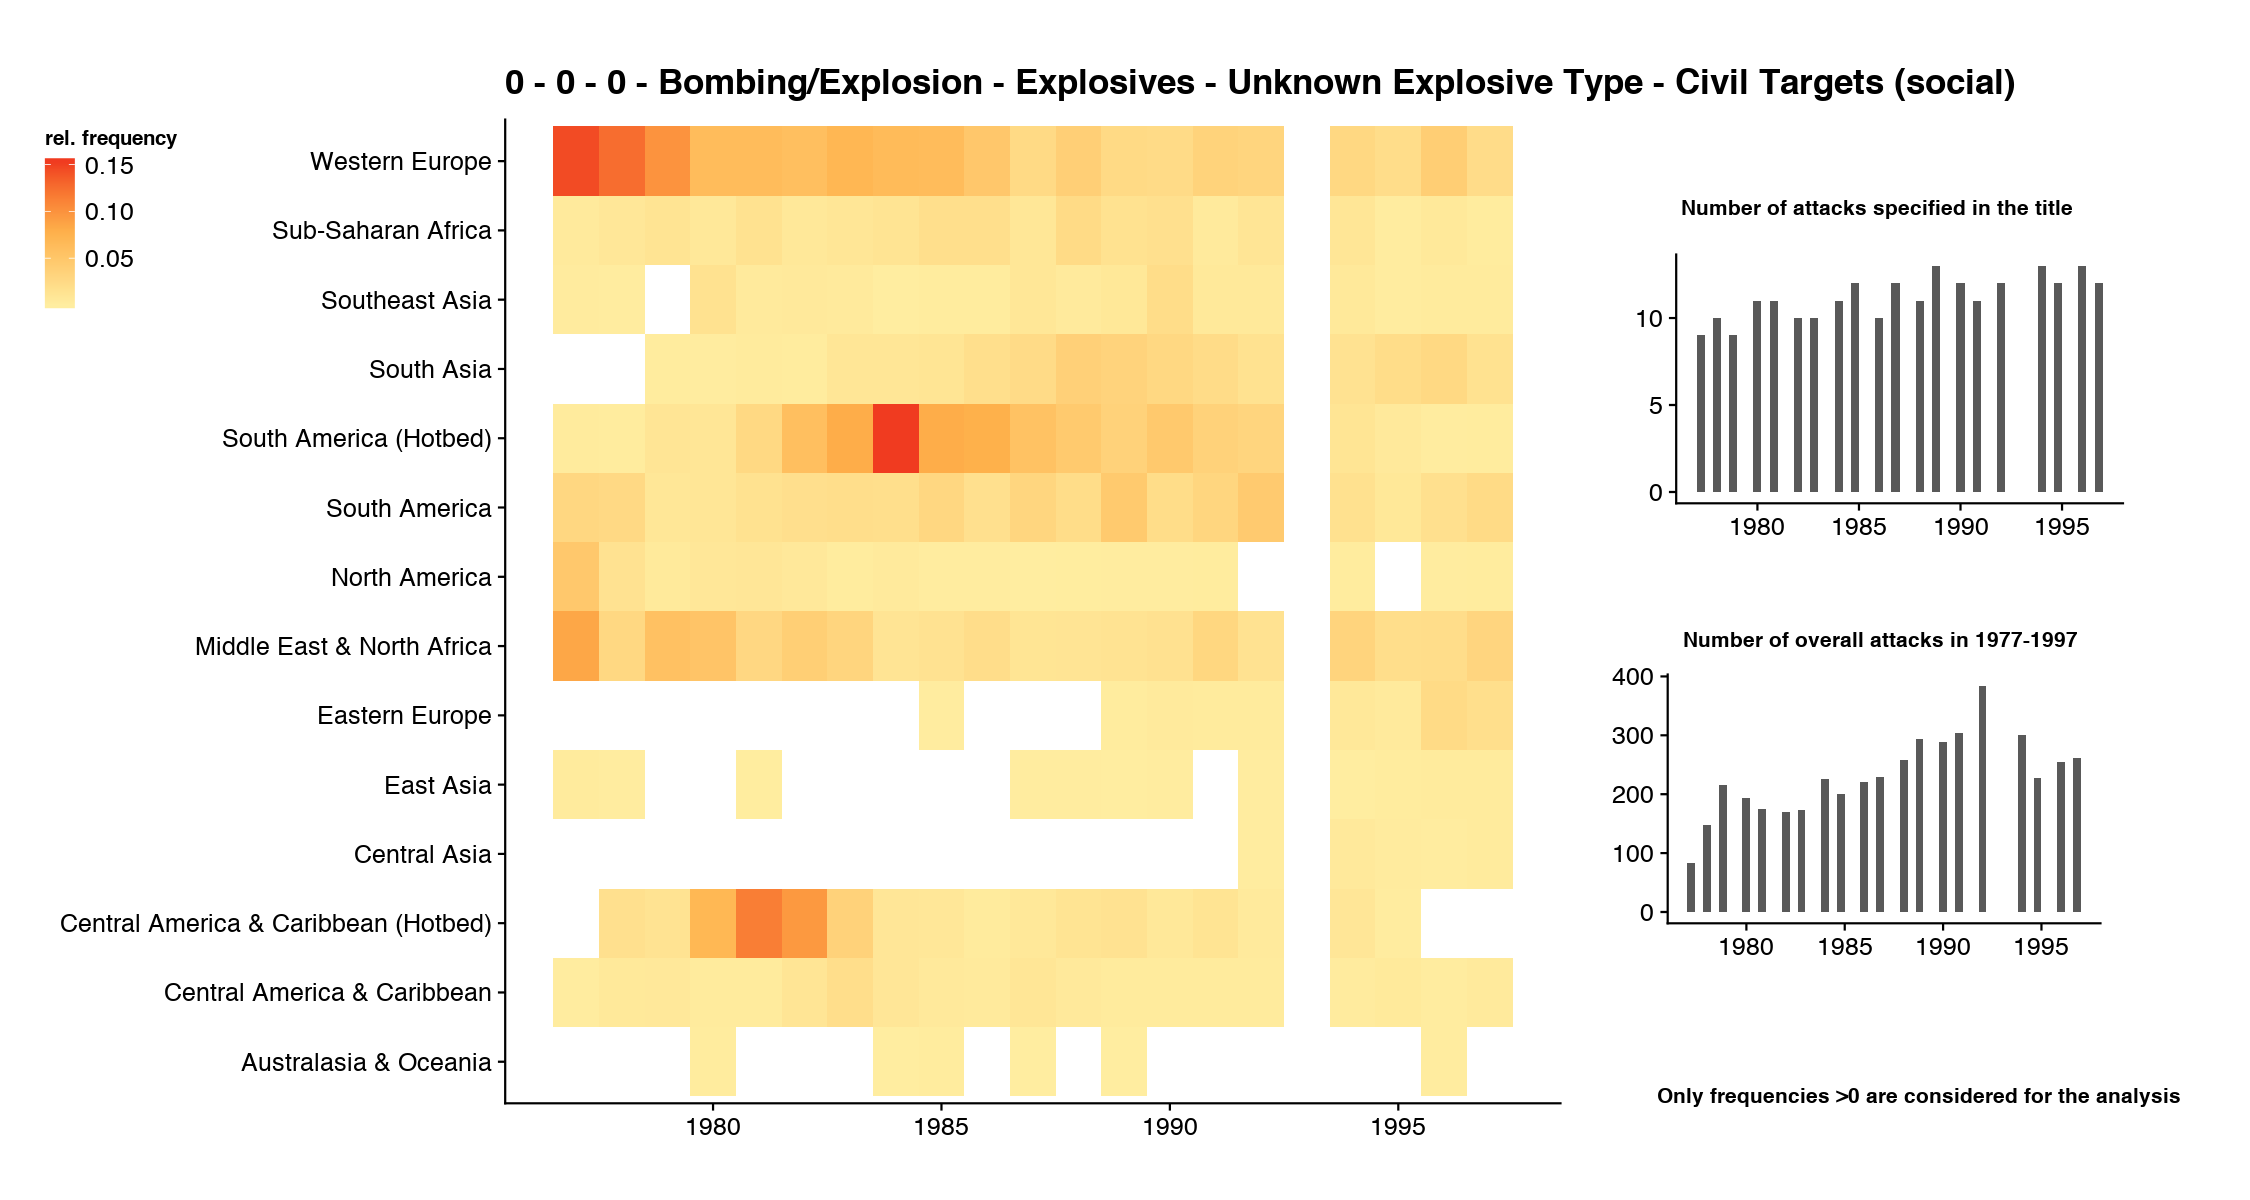 0 - 0 - 0 - Bombing/Explosion - Explosives - Unknown Explosive Type - Civil Targets (social)
rel. frequency
0.15
0.10
0.05
Western Europe
Sub-Saharan Africa
Southeast Asia
South Asia
South America (Hotbed)
South America
North America
Middle East & North Africa
Eastern Europe
East Asia
Central Asia
Central America & Caribbean (Hotbed)
Central America & Caribbean
Australasia & Oceania
1980 1985 1990 1995
Number of attacks specified in the title
10
5
0
1980 1985 1990 1995
Number of overall attacks in 1977-1997
400
300
200
100
0
1980 1985 1990 1995
Only frequencies >0 are considered for the analysis